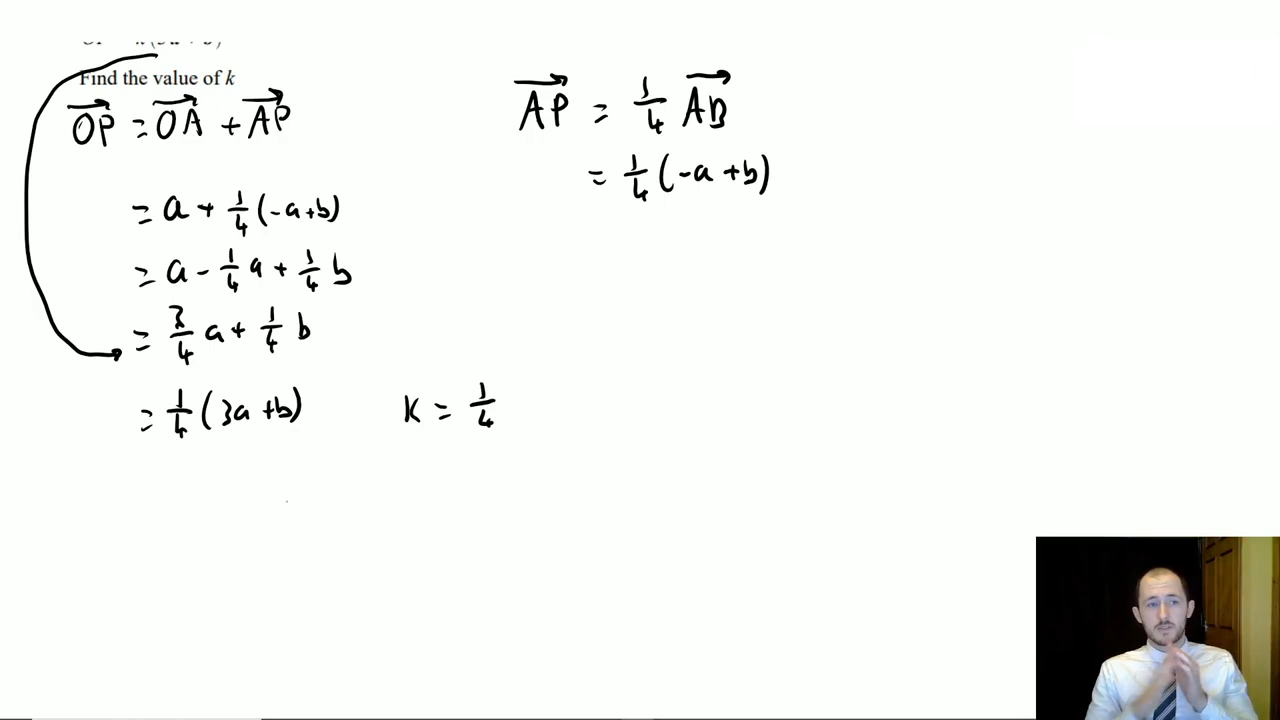 Find the value of k
OP = OA + AP
= a + 1/4 (-a+b)
= a - 1/4 a + 1/4 b
= 3/4 a + 1/4 b
= 1/4 (3a+b)
k = 1/4
AP = 1/4 AB
= 1/4 (-a+b)